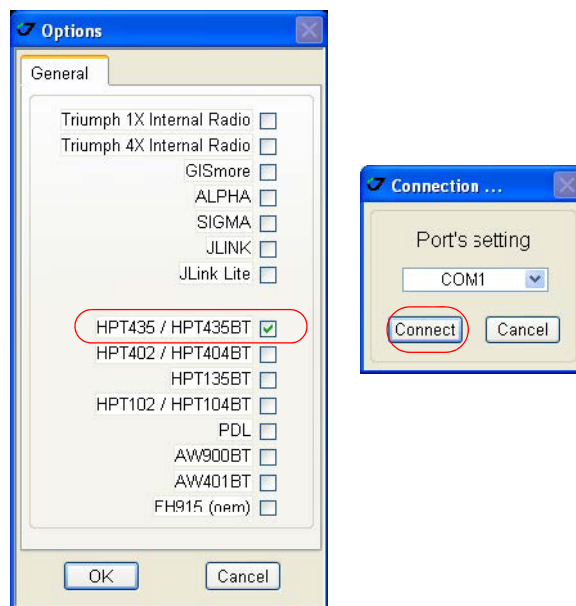 Options
General
Triumph 1X Internal Radio
Triumph 4X Internal Radio
GISmore
ALPHA
SIGMA
JLINK
JLink Lite
HPT435 / HPT435BT
HPT402 / HPT404BT
HPT135BT
HPT102 / HPT104BT
PDL
AW900BT
AW401BT
FH915 (oem)
OK Cancel
Connection ...
Port's setting
COM1
Connect Cancel